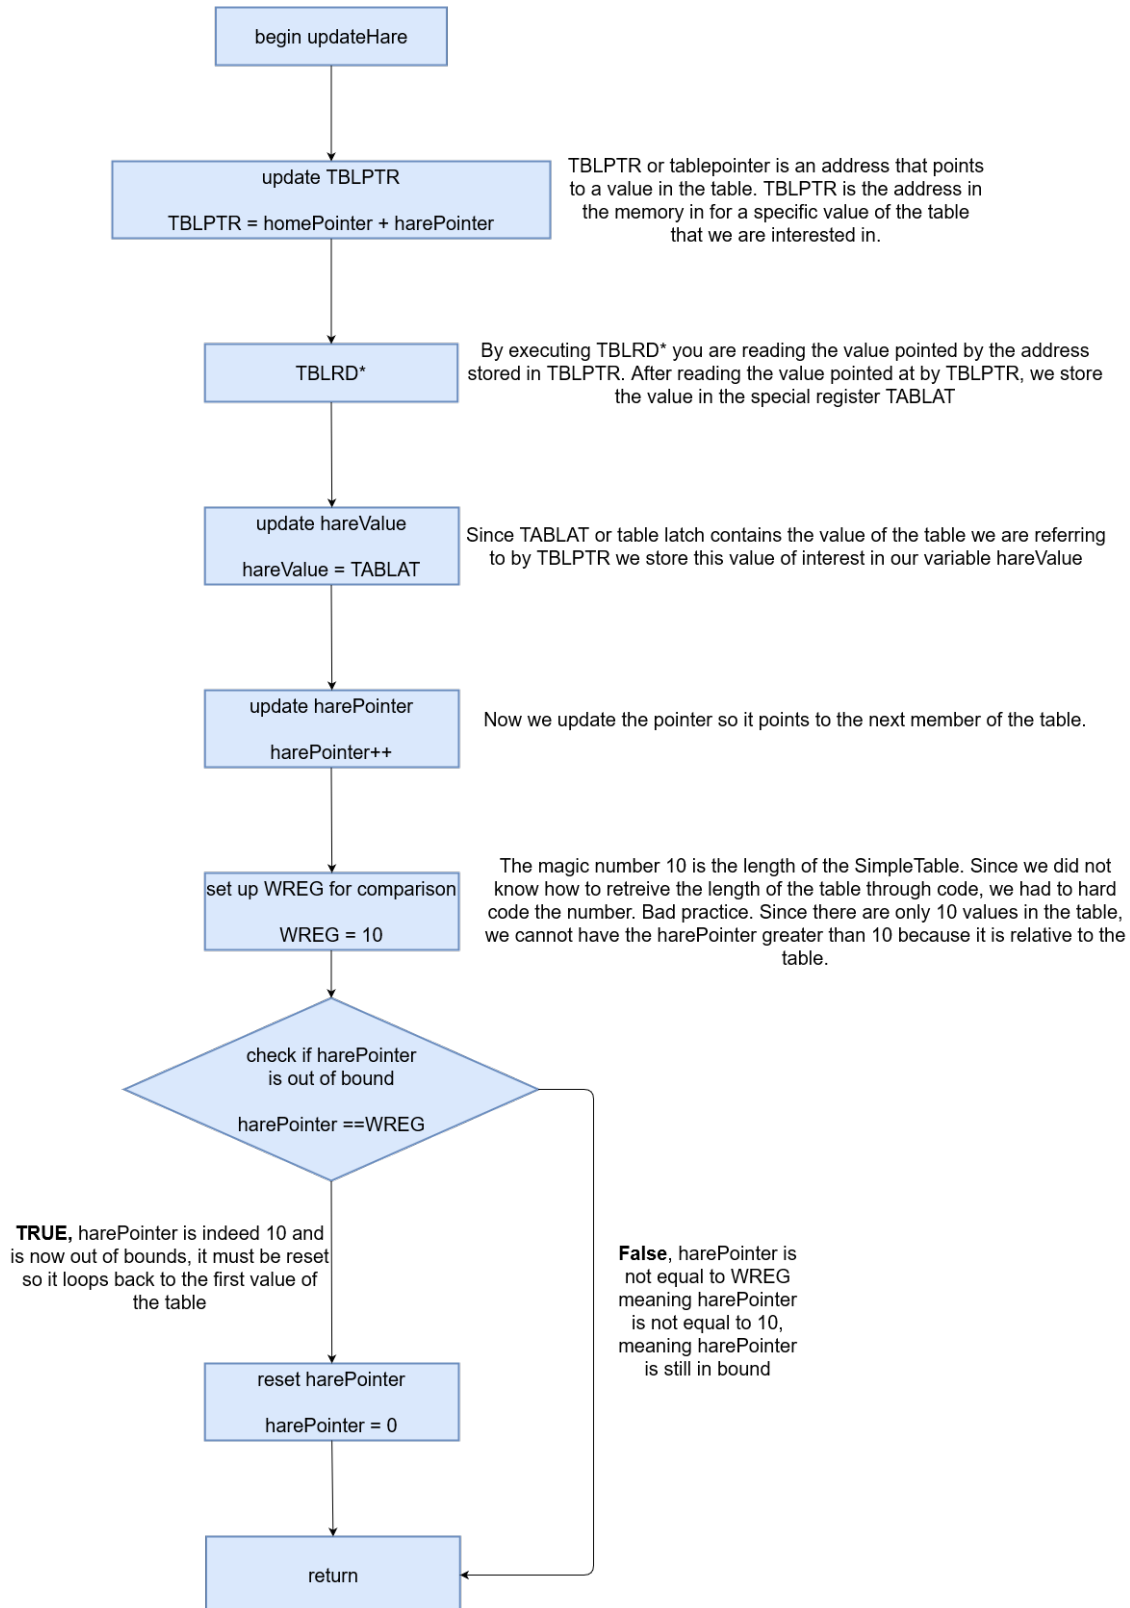 begin updateHare
update TBLPTR
TBLPTR = homePointer + harePointer
TBLPTR or tablepointer is an address that points
to a value in the table. TBLPTR is the address in
the memory in for a specific value of the table
that we are interested in.
TBLRD*
By executing TBLRD* you are reading the value pointed by the address
stored in TBLPTR. After reading the value pointed at by TBLPTR, we store
the value in the special register TABLAT
update hareValue
hareValue = TABLAT
Since TABLAT or table latch contains the value of the table we are referring
to by TBLPTR we store this value of interest in our variable hareValue
update harePointer
harePointer++
Now we update the pointer so it points to the next member of the table.
set up WREG for comparison
WREG = 10
The magic number 10 is the length of the SimpleTable. Since we did not
know how to retreive the length of the table through code, we had to hard
code the number. Bad practice. Since there are only 10 values in the table,
we cannot have the harePointer greater than 10 because it is relative to the
table.
check if harePointer
is out of bound
harePointer ==WREG
TRUE, harePointer is indeed 10 and
is now out of bounds, it must be reset
so it loops back to the first value of
the table
False, harePointer is
not equal to WREG
meaning harePointer
is not equal to 10,
meaning harePointer
is still in bound
reset harePointer
harePointer = 0
return